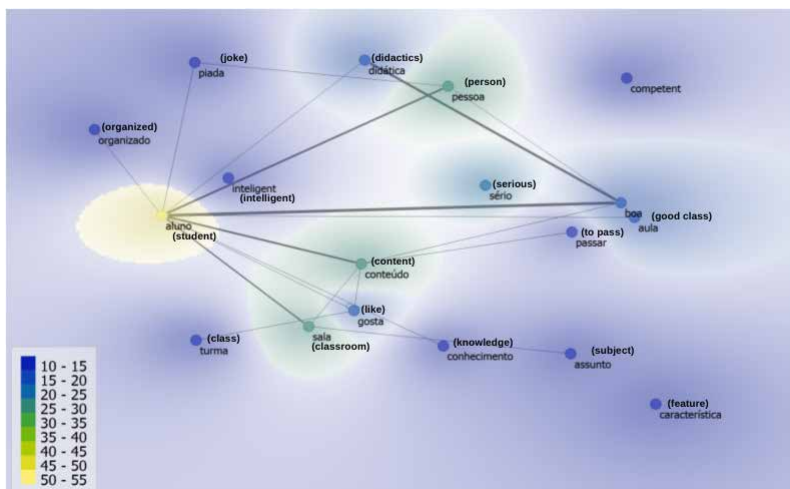 (joke)
piada
(didactics)
didática
(person)
pessoa
competent
(organized)
organizado
inteligent
(intelligent)
(serious)
sério
boa
(good class)
aula
aluno
(student)
(to pass)
passar
(content)
conteúdo
(like)
gosta
sala
(classroom)
(class)
turma
(knowledge)
conhecimento
(subject)
assunto
(feature)
característica
10 - 15
15 - 20
20 - 25
25 - 30
30 - 35
35 - 40
40 - 45
45 - 50
50 - 55